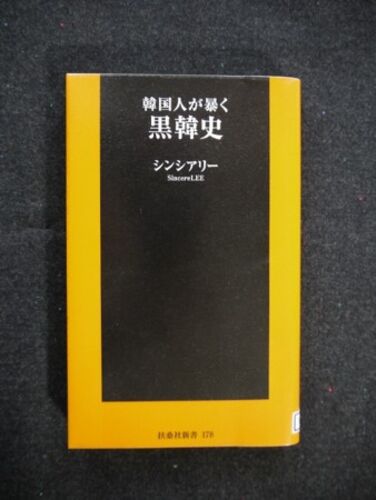 韓国人が暴く
黒韓史
シンシアリー
SincereLEE
扶桑社新書 178